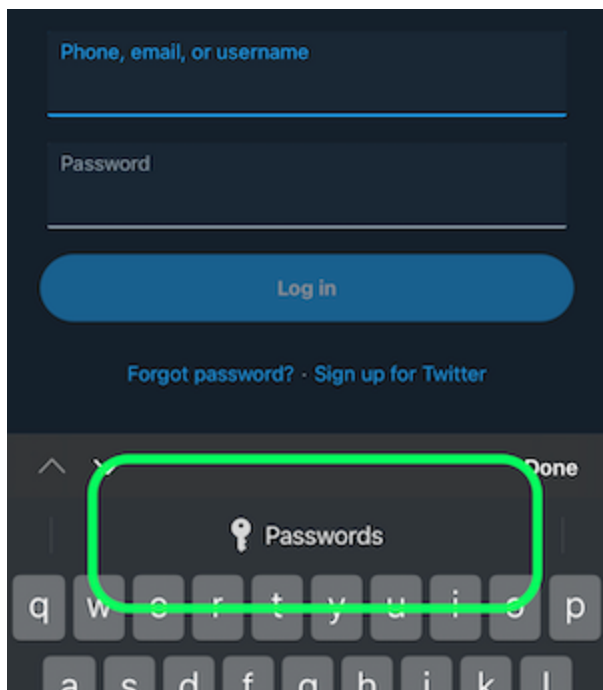 Phone, email, or username
Password
Log in
Forgot password? · Sign up for Twitter
Done
Passwords
q w e r t y u i o p
a s d f g h j k l